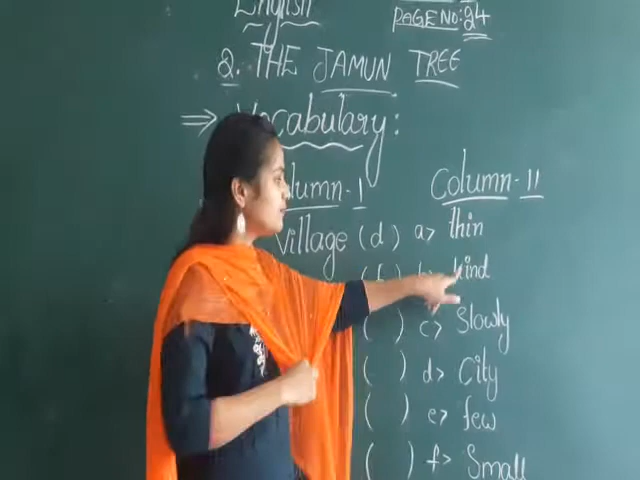 English
PAGE NO: 24
2. THE JAMUN TREE
⇒ Vocabulary:
Column-I Column-II
Village (d) a> thin
(f) b> kind
( ) c> Slowly
( ) d> City
( ) e> few
( ) f> Small